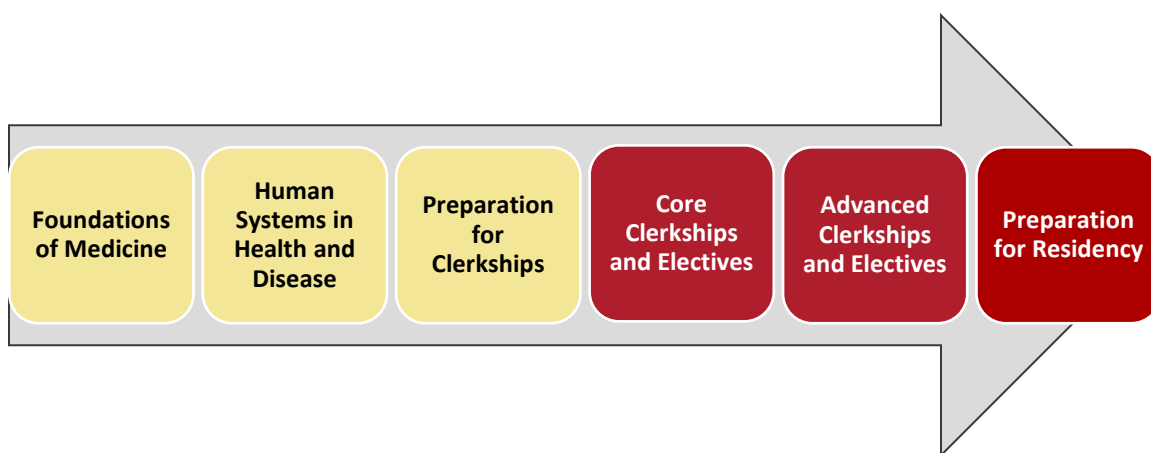 Foundations
of Medicine
Human
Systems in
Health and
Disease
Preparation
for
Clerkships
Core
Clerkships
and Electives
Advanced
Clerkships
and Electives
Preparation
for Residency